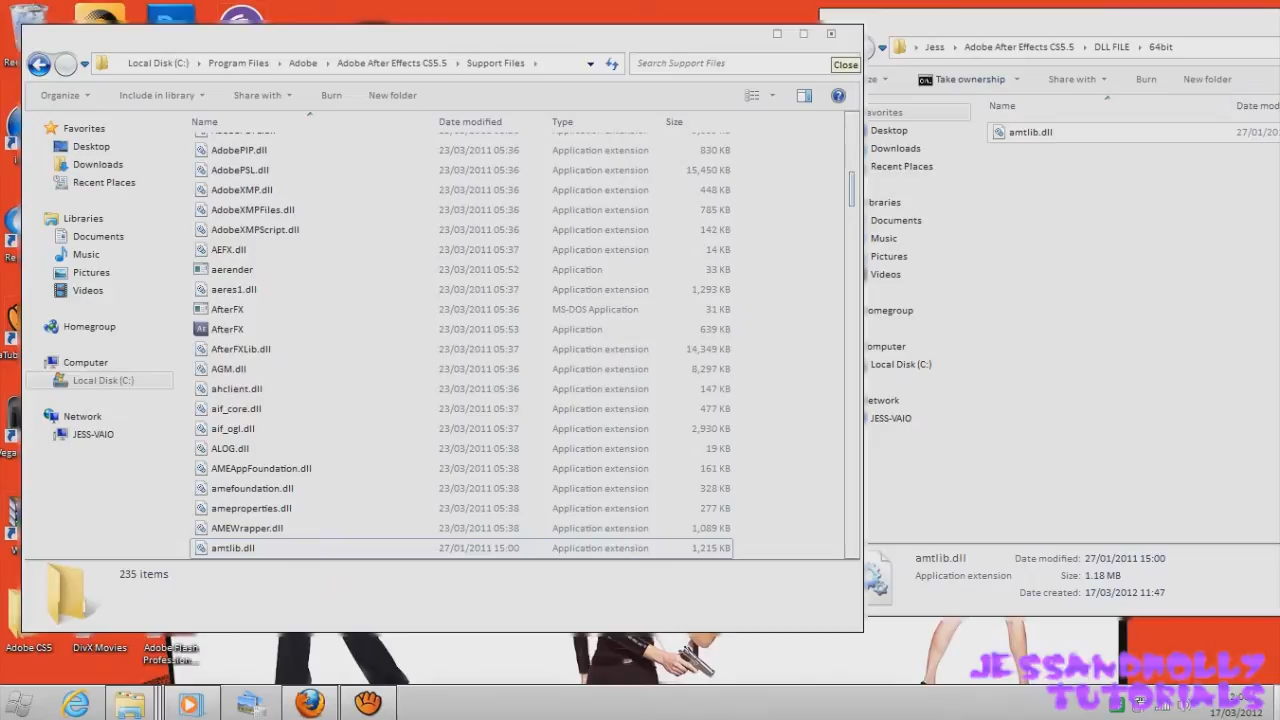 Local Disk (C:) Program Files Adobe Adobe After Effects CS5.5 Support Files
Search Support Files
Close
Organize Include in library Share with Burn New folder
Favorites
Desktop
Downloads
Recent Places
Libraries
Documents
Music
Pictures
Videos
Homegroup
Computer
Local Disk (C:)
Network
JESS-VAIO
Name Date modified Type Size
AdobePIP.dll 23/03/2011 05:36 Application extension 830 KB
AdobePSL.dll 23/03/2011 05:36 Application extension 15,450 KB
AdobeXMP.dll 23/03/2011 05:36 Application extension 448 KB
AdobeXMPFiles.dll 23/03/2011 05:36 Application extension 785 KB
AdobeXMPScript.dll 23/03/2011 05:36 Application extension 142 KB
AEFX.dll 23/03/2011 05:37 Application extension 14 KB
aerender 23/03/2011 05:52 Application 33 KB
aeres1.dll 23/03/2011 05:37 Application extension 1,293 KB
AfterFX 23/03/2011 05:36 MS-DOS Application 31 KB
AfterFX 23/03/2011 05:53 Application 639 KB
AfterFXLib.dll 23/03/2011 05:37 Application extension 14,349 KB
AGM.dll 23/03/2011 05:36 Application extension 8,297 KB
ahclient.dll 23/03/2011 05:36 Application extension 147 KB
aif_core.dll 23/03/2011 05:37 Application extension 477 KB
aif_ogl.dll 23/03/2011 05:37 Application extension 2,930 KB
ALOG.dll 23/03/2011 05:38 Application extension 19 KB
AMEAppFoundation.dll 23/03/2011 05:38 Application extension 161 KB
amefoundation.dll 23/03/2011 05:38 Application extension 328 KB
ameproperties.dll 23/03/2011 05:38 Application extension 277 KB
AMEWrapper.dll 23/03/2011 05:38 Application extension 1,089 KB
amtlib.dll 27/01/2011 15:00 Application extension 1,215 KB
235 items
Jess Adobe After Effects CS5.5 DLL FILE 64bit
Take ownership Share with Burn New folder
Name Date mod
amtlib.dll 27/01/20
avorites
Desktop
Downloads
Recent Places
ibraries
Documents
Music
Pictures
Videos
omegroup
omputer
Local Disk (C:)
etwork
JESS-VAIO
amtlib.dll Date modified: 27/01/2011 15:00
Application extension Size: 1.18 MB
Date created: 17/03/2012 11:47
Adobe CS5
DivX Movies
Adobe Flash
Profession...
JESSANDHOLLY
TUTORIALS
17/03/2012